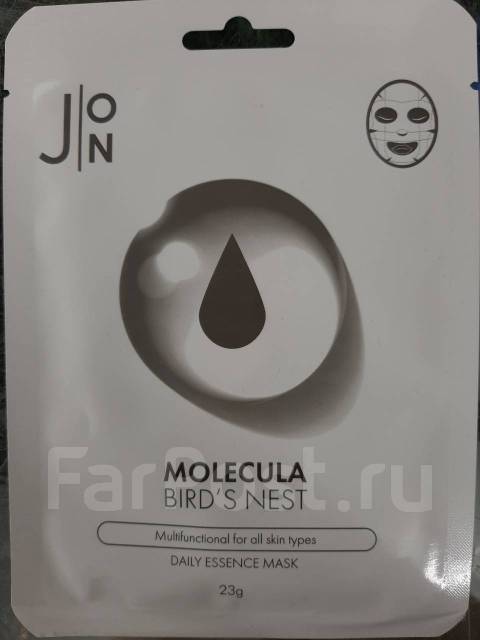 J|ON
MOLECULA
BIRD'S NEST
FarPost.ru
Multifunctional for all skin types
DAILY ESSENCE MASK
23g